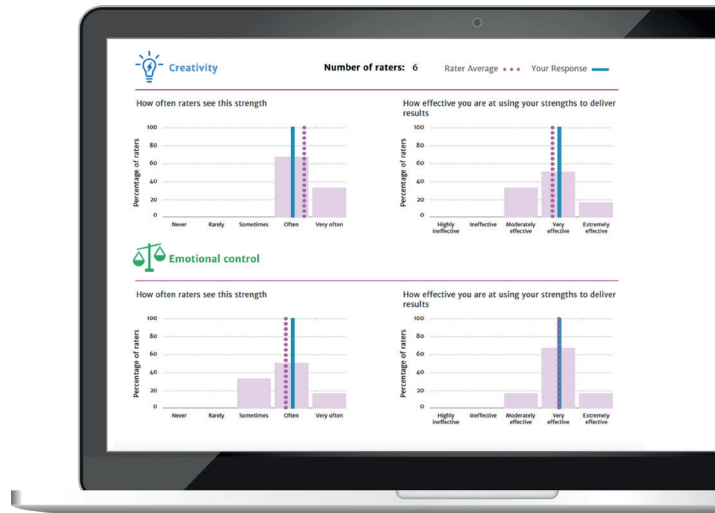 Creativity
Number of raters: 6
Rater Average
Your Response
How often raters see this strength
How effective you are at using your strengths to deliver
results
Percentage of raters
100
80
60
40
20
0
Never Rarely Sometimes Often Very often
Percentage of raters
100
80
60
40
20
0
Highly ineffective Ineffective Moderately effective Very effective Extremely effective
Emotional control
How often raters see this strength
How effective you are at using your strengths to deliver
results
Percentage of raters
100
80
60
40
20
0
Never Rarely Sometimes Often Very often
Percentage of raters
100
80
60
40
20
0
Highly ineffective Ineffective Moderately effective Very effective Extremely effective